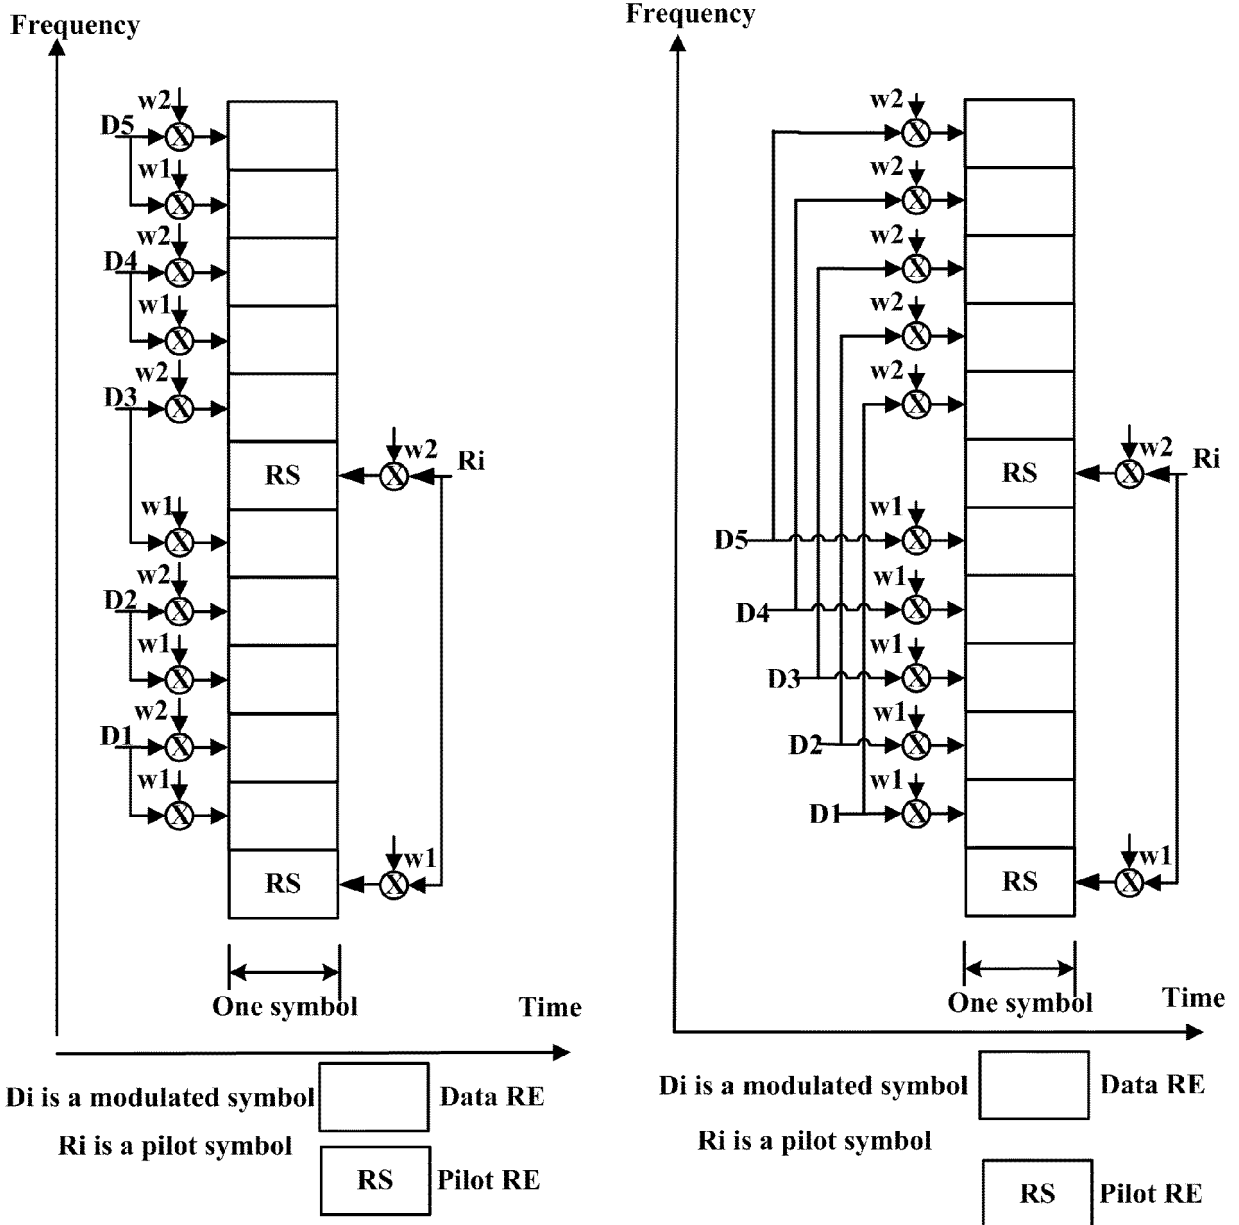 Frequency
w2
D5
w1
w2
D4
w1
w2
D3
RS
w2
Ri
w1
w2
D2
w1
w2
D1
w1
RS
w1
One symbol
Time
Di is a modulated symbol
Data RE
Ri is a pilot symbol
RS
Pilot RE
Frequency
w2
w2
w2
w2
w2
RS
w2
Ri
w1
D5
w1
D4
w1
D3
w1
D2
w1
D1
RS
w1
One symbol
Time
Di is a modulated symbol
Data RE
Ri is a pilot symbol
RS
Pilot RE